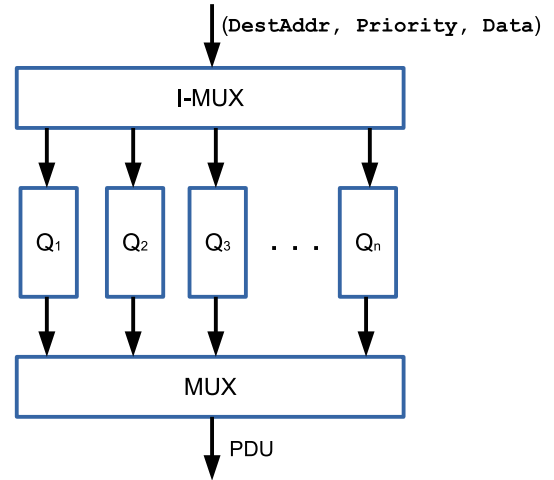 (DestAddr, Priority, Data)
I-MUX
Q1 Q2 Q3 . . . Qn
MUX
PDU